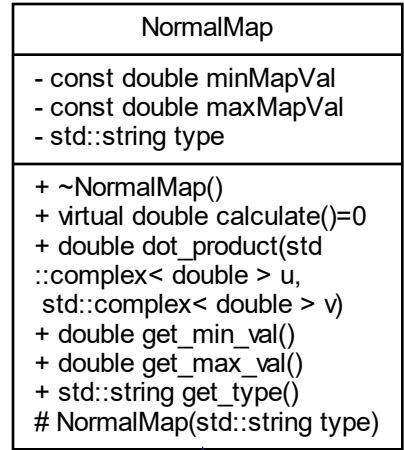 NormalMap
- const double minMapVal
- const double maxMapVal
- std::string type
+ ~NormalMap()
+ virtual double calculate()=0
+ double dot_product(std
::complex< double > u,
std::complex< double > v)
+ double get_min_val()
+ double get_max_val()
+ std::string get_type()
# NormalMap(std::string type)